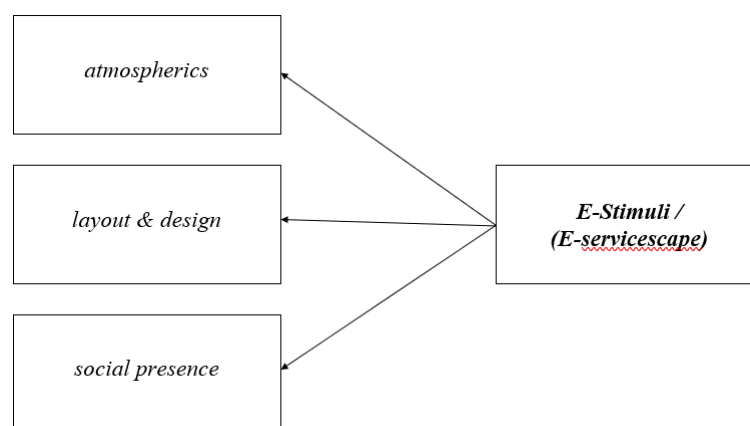 atmospherics
layout & design
E-Stimuli /
(E-servicescape)
social presence